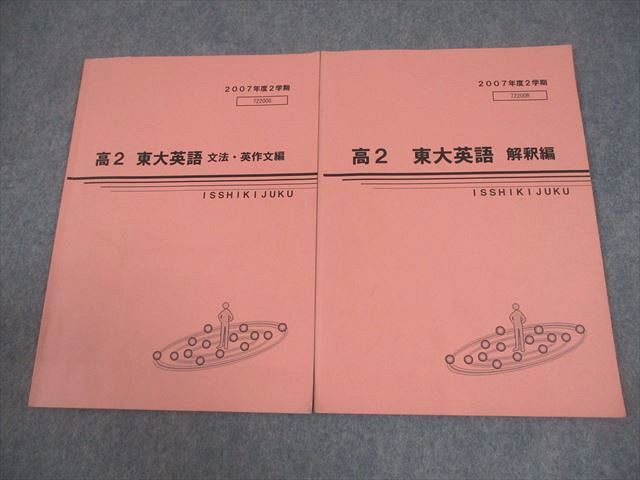 2007年度2学期
72200G
高2 東大英語 文法・英作文編
ISSHIKIJUKU
2007年度2学期
72200R
高2 東大英語 解釈編
ISSHIKIJUKU